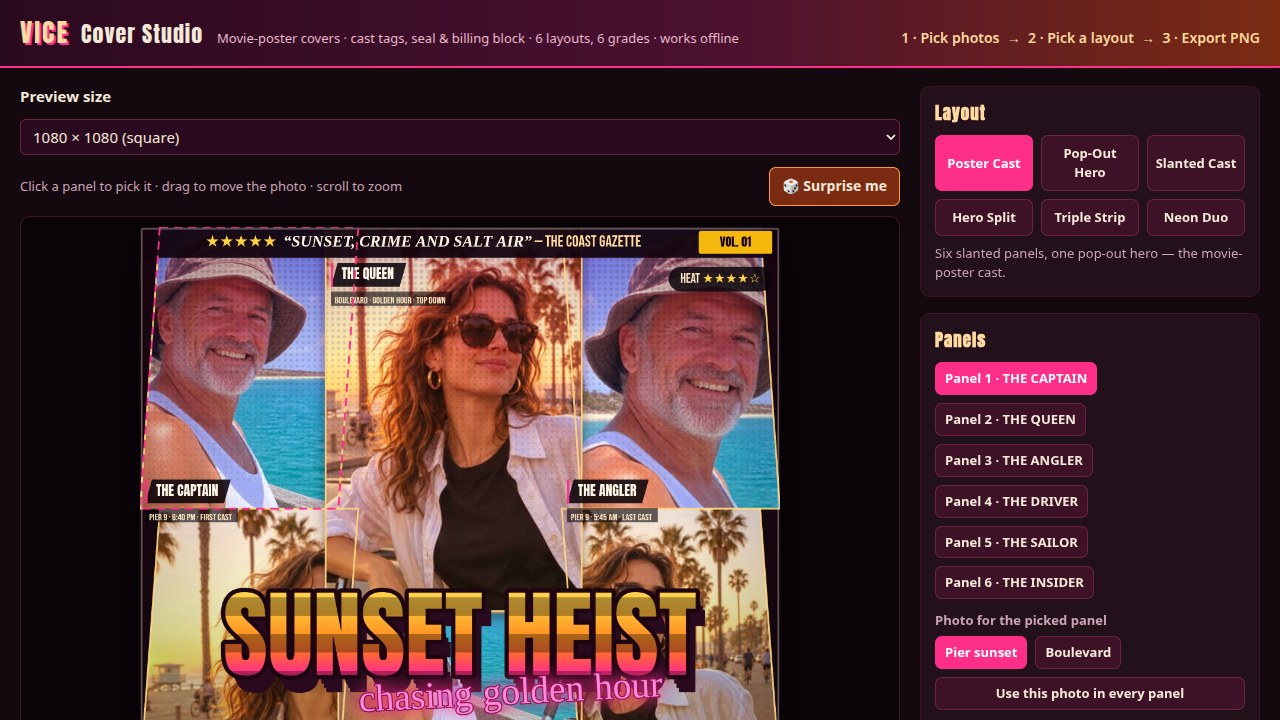 VICE Cover Studio
Movie-poster covers · cast tags, seal & billing block · 6 layouts, 6 grades · works offline
1 · Pick photos → 2 · Pick a layout → 3 · Export PNG
Preview size
1080 × 1080 (square)
Click a panel to pick it · drag to move the photo · scroll to zoom
🎲 Surprise me
★★★★★ “SUNSET, CRIME AND SALT AIR” — THE COAST GAZETTE
VOL. 01
THE QUEEN
BOULEVARD · GOLDEN HOUR · TOP DOWN
HEAT ★★★★☆
THE CAPTAIN
PIER 9 · 6:40 PM · FIRST CAST
THE ANGLER
PIER 9 · 5:45 AM · LAST CAST
SUNSET HEIST
chasing golden hour
Layout
Poster Cast
Pop-Out
Hero
Slanted Cast
Hero Split
Triple Strip
Neon Duo
Six slanted panels, one pop-out hero — the movie-
poster cast.
Panels
Panel 1 · THE CAPTAIN
Panel 2 · THE QUEEN
Panel 3 · THE ANGLER
Panel 4 · THE DRIVER
Panel 5 · THE SAILOR
Panel 6 · THE INSIDER
Photo for the picked panel
Pier sunset
Boulevard
Use this photo in every panel